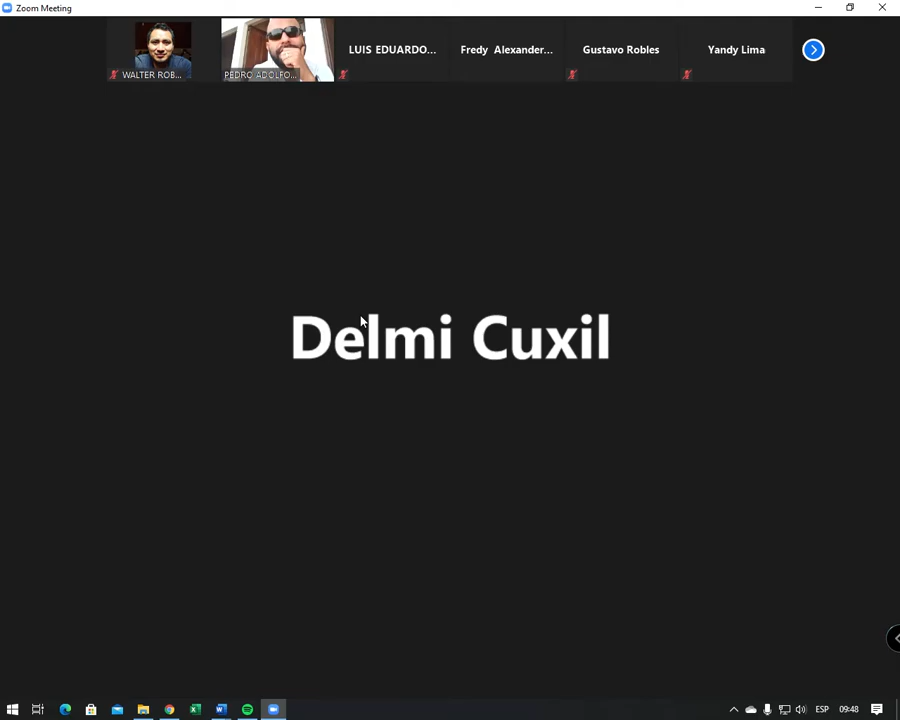 Zoom Meeting
WALTER ROB...
PEDRO ADOLFO...
LUIS EDUARDO...
Fredy Alexander...
Gustavo Robles
Yandy Lima
Delmi Cuxil
ESP
09:48